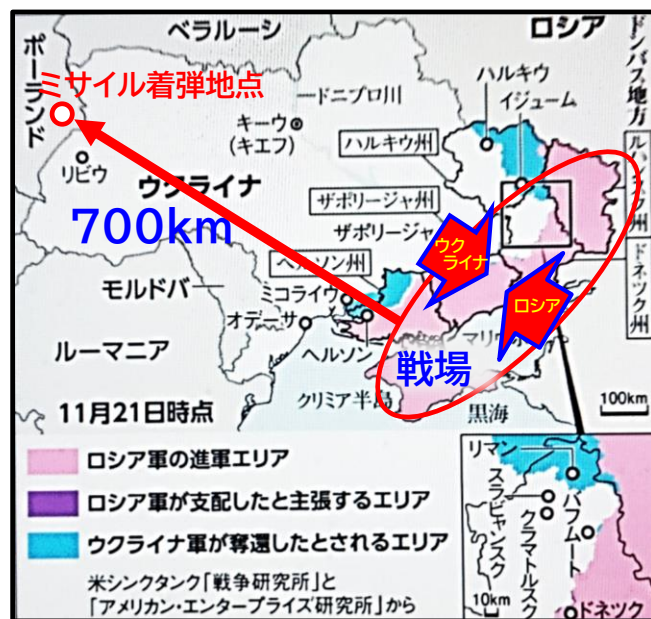 ベラルーシ
ロシア
ドンバス地方
ポーランド
ミサイル着弾地点
ドニプロ川
ハルキウ
イジューム
キーウ
(キエフ)
ハルキウ州
ルハンスク州
リビウ
ウクライナ
ザポリージャ州
700km
ザポリージャ
ウク
ライナ
ヘルソン州
ドネツク州
モルドバ
ミコライウ
ロシア
オデーサ
マリウ
ルーマニア
ヘルソン
戦場
クリミア半島
黒海
100km
11月21日時点
ロシア軍の進軍エリア
ロシア軍が支配したと主張するエリア
ウクライナ軍が奪還したとされるエリア
米シンクタンク「戦争研究所」と
「アメリカン・エンタープライズ研究所」から
リマン
スラビャンスク
クラマトルスク
バフムート
10km
ドネツク